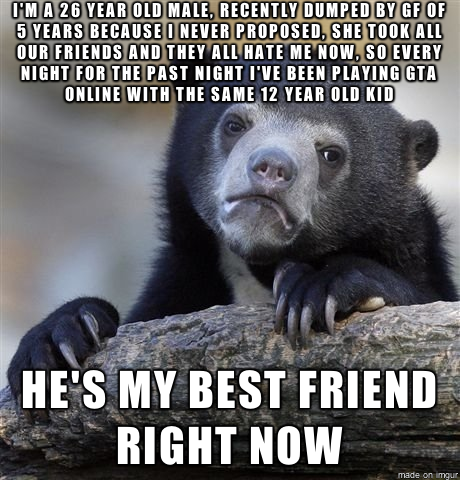 I'M A 26 YEAR OLD MALE, RECENTLY DUMPED BY GF OF
5 YEARS BECAUSE I NEVER PROPOSED, SHE TOOK ALL
OUR FRIENDS AND THEY ALL HATE ME NOW, SO EVERY
NIGHT FOR THE PAST NIGHT I'VE BEEN PLAYING GTA
ONLINE WITH THE SAME 12 YEAR OLD KID
HE'S MY BEST FRIEND
RIGHT NOW
made on imgur